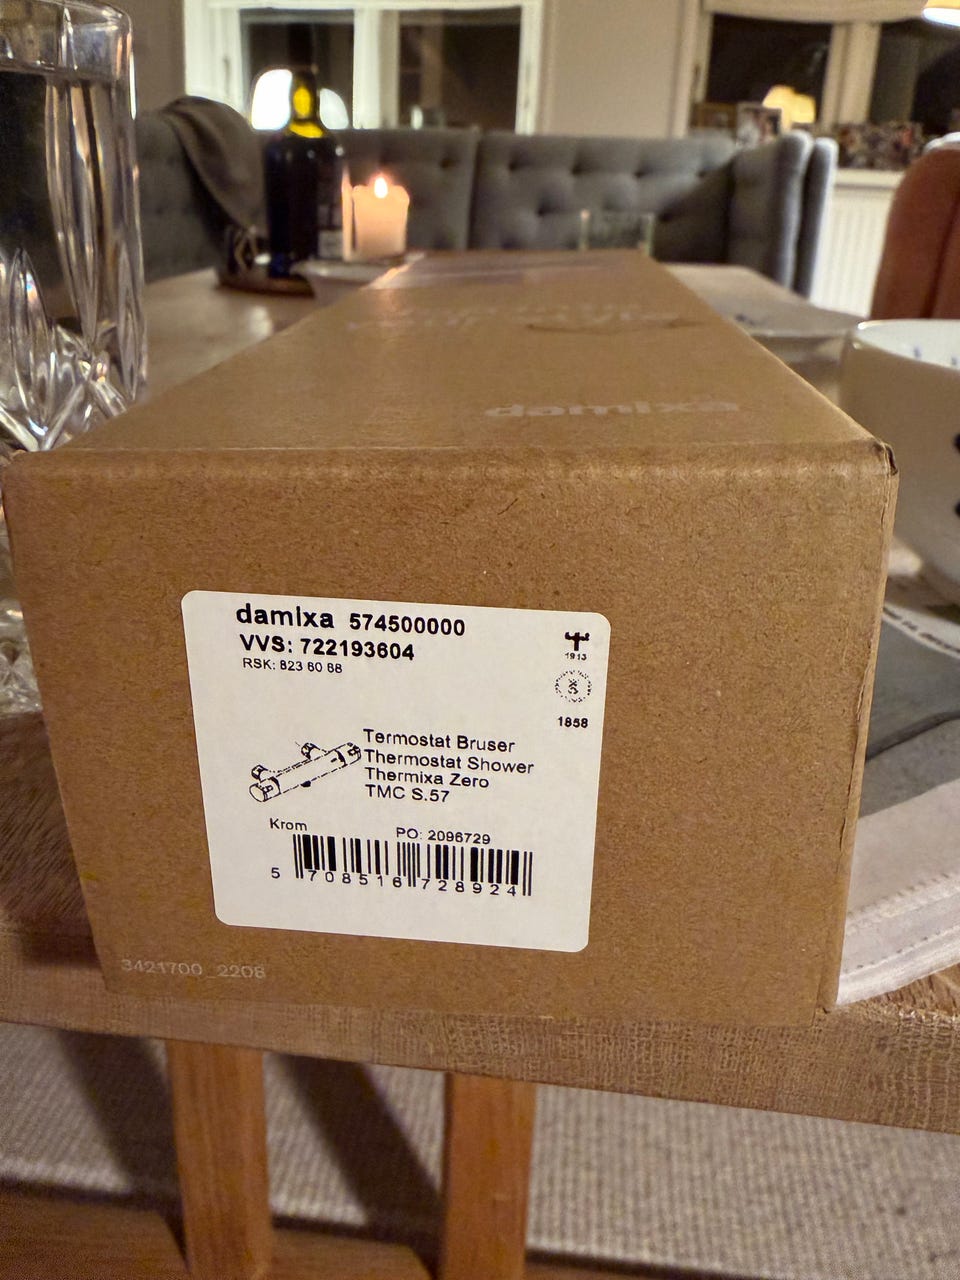 damixa
damixa 574500000
VVS: 722193604
RSK: 823 60 68
1913
1858
Termostat Bruser
Thermostat Shower
Thermixa Zero
TMC S.57
Krom
PO: 2096729
5 708516 728924
3421700_2208